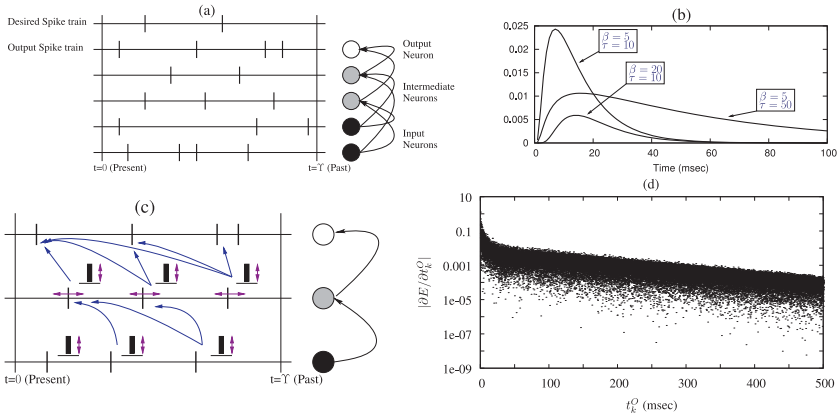 (a)
Desired Spike train
Output Spike train
Output
Neuron
Intermediate
Neurons
Input
Neurons
t=0 (Present)
t=ϒ (Past)
(b)
0.025
0.02
0.015
0.01
0.005
0
β = 5
τ = 10
β = 20
τ = 10
β = 5
τ = 50
0 20 40 60 80 100
Time (msec)
(c)
t=0 (Present)
t=ϒ (Past)
(d)
|∂E/∂t_k^O|
0.1
0.001
1e-05
1e-07
1e-09
0 100 200 300 400 500
t_k^O (msec)